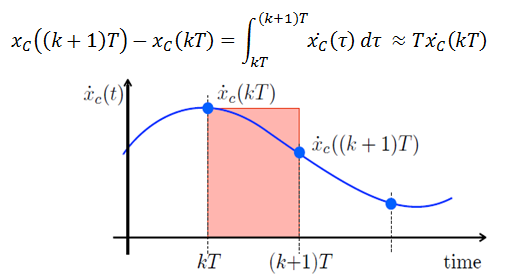 x_C((k + 1)T) − x_C(kT) = ∫_{kT}^{(k+1)T} ẋ_C(τ) dτ ≈ Tẋ_C(kT)
ẋ_c(t)
ẋ_c(kT)
ẋ_c((k + 1)T)
kT
(k+1)T
time